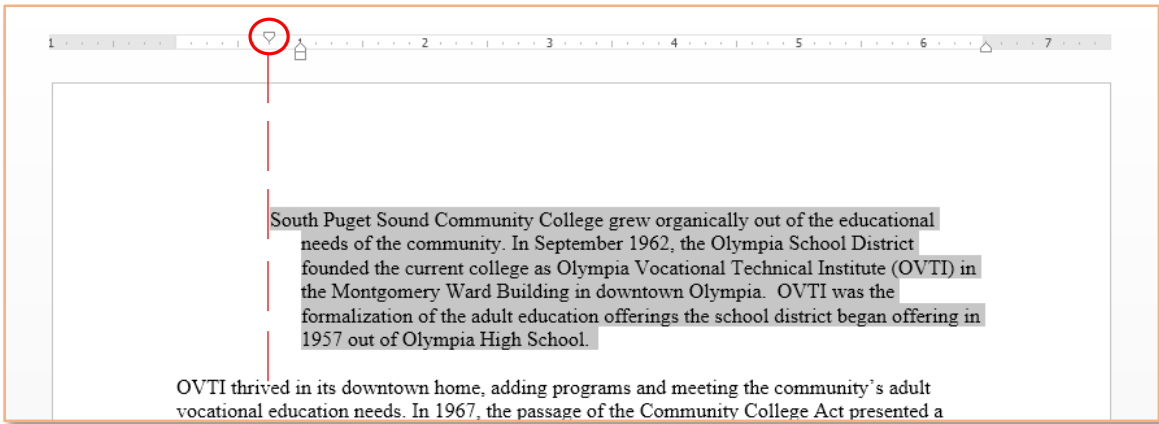 1 1 2 3 4 5 6 7
South Puget Sound Community College grew organically out of the educational
needs of the community. In September 1962, the Olympia School District
founded the current college as Olympia Vocational Technical Institute (OVTI) in
the Montgomery Ward Building in downtown Olympia.  OVTI was the
formalization of the adult education offerings the school district began offering in
1957 out of Olympia High School.
OVTI thrived in its downtown home, adding programs and meeting the community’s adult
vocational education needs. In 1967, the passage of the Community College Act presented a